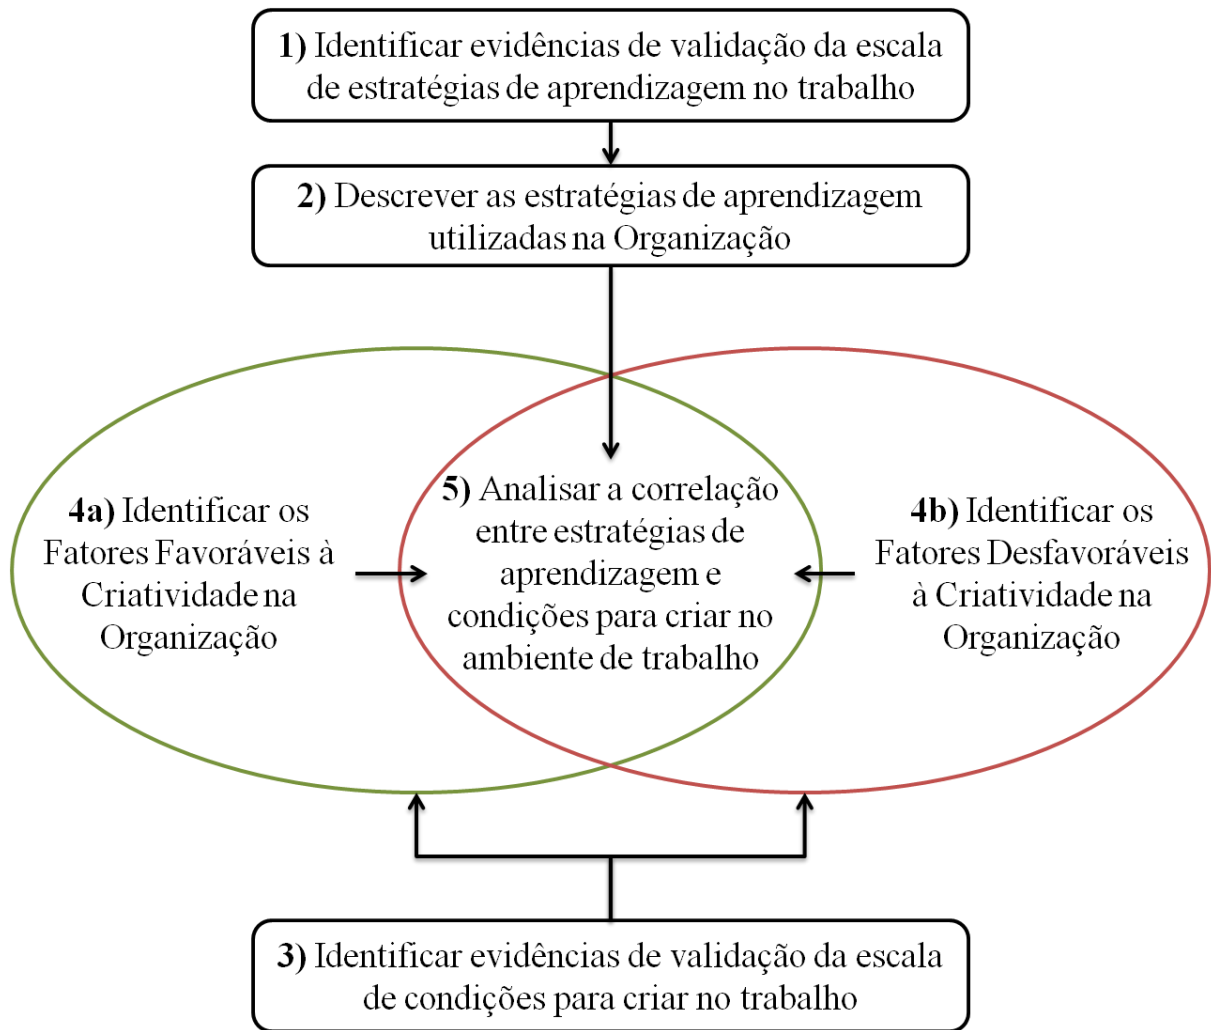 1) Identificar evidências de validação da escala
de estratégias de aprendizagem no trabalho
2) Descrever as estratégias de aprendizagem
utilizadas na Organização
4a) Identificar os
Fatores Favoráveis à
Criatividade na
Organização
5) Analisar a correlação
entre estratégias de
aprendizagem e
condições para criar no
ambiente de trabalho
4b) Identificar os
Fatores Desfavoráveis
à Criatividade na
Organização
3) Identificar evidências de validação da escala
de condições para criar no trabalho